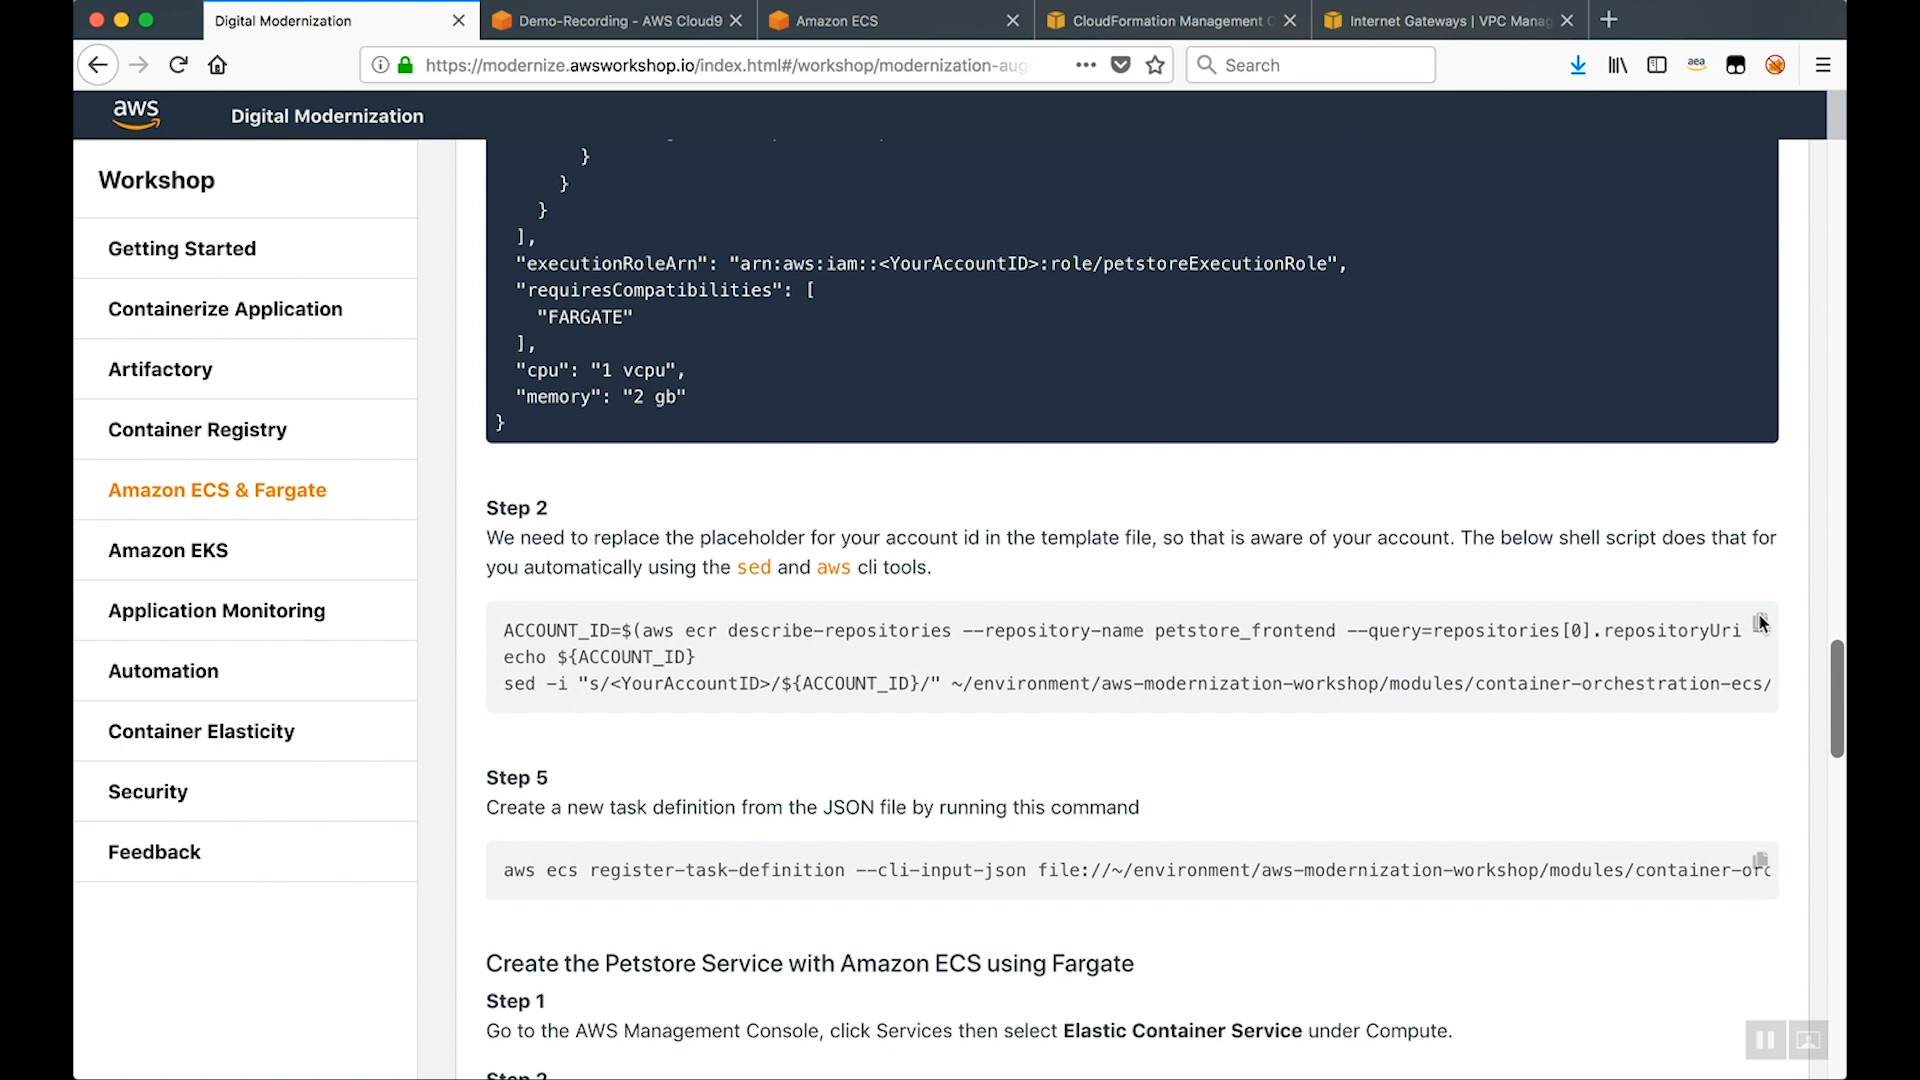 Digital Modernization
Demo-Recording - AWS Cloud9
Amazon ECS
CloudFormation Management C
Internet Gateways | VPC Manag
https://modernize.awsworkshop.io/index.html#/workshop/modernization-aug
Search
aea
aws
Digital Modernization
Workshop
Getting Started
Containerize Application
Artifactory
Container Registry
Amazon ECS & Fargate
Amazon EKS
Application Monitoring
Automation
Container Elasticity
Security
Feedback
}
}
}
],
"executionRoleArn": "arn:aws:iam::<YourAccountID>:role/petstoreExecutionRole",
"requiresCompatibilities": [
"FARGATE"
],
"cpu": "1 vcpu",
"memory": "2 gb"
}
Step 2
We need to replace the placeholder for your account id in the template file, so that is aware of your account. The below shell script does that for
you automatically using the sed and aws cli tools.
ACCOUNT_ID=$(aws ecr describe-repositories --repository-name petstore_frontend --query=repositories[0].repositoryUri
echo ${ACCOUNT_ID}
sed -i "s/<YourAccountID>/${ACCOUNT_ID}/" ~/environment/aws-modernization-workshop/modules/container-orchestration-ecs/
Step 5
Create a new task definition from the JSON file by running this command
aws ecs register-task-definition --cli-input-json file://~/environment/aws-modernization-workshop/modules/container-orc
Create the Petstore Service with Amazon ECS using Fargate
Step 1
Go to the AWS Management Console, click Services then select Elastic Container Service under Compute.
Step 2